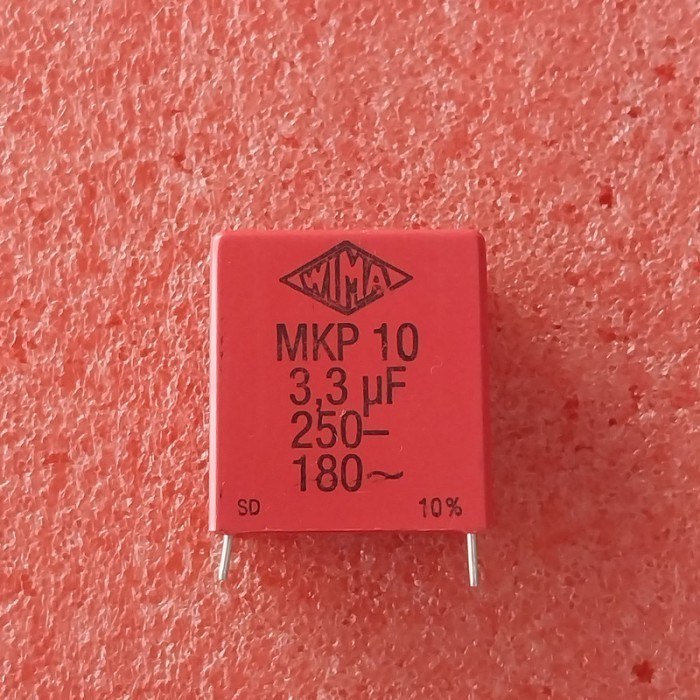 WIMA
MKP 10
3,3 µF
250–
180~
SD 10%